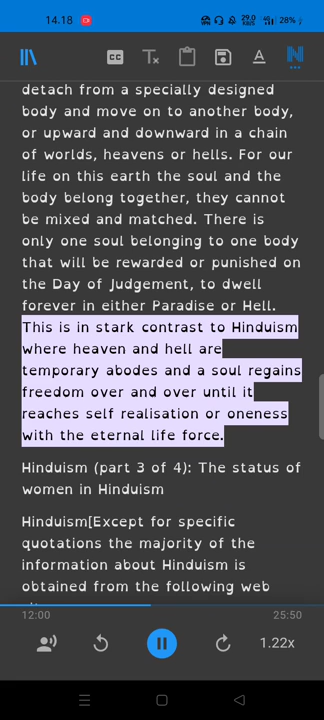 14.18
29.0
KB/S
4G
28%
CC
T
A
N
detach from a specially designed
body and move on to another body,
or upward and downward in a chain
of worlds, heavens or hells. For our
life on this earth the soul and the
body belong together, they cannot
be mixed and matched. There is
only one soul belonging to one body
that will be rewarded or punished on
the Day of Judgement, to dwell
forever in either Paradise or Hell.
This is in stark contrast to Hinduism
where heaven and hell are
temporary abodes and a soul regains
freedom over and over until it
reaches self realisation or oneness
with the eternal life force.
Hinduism (part 3 of 4): The status of
women in Hinduism
Hinduism[Except for specific
quotations the majority of the
information about Hinduism is
obtained from the following web
12:00
25:50
1.22x